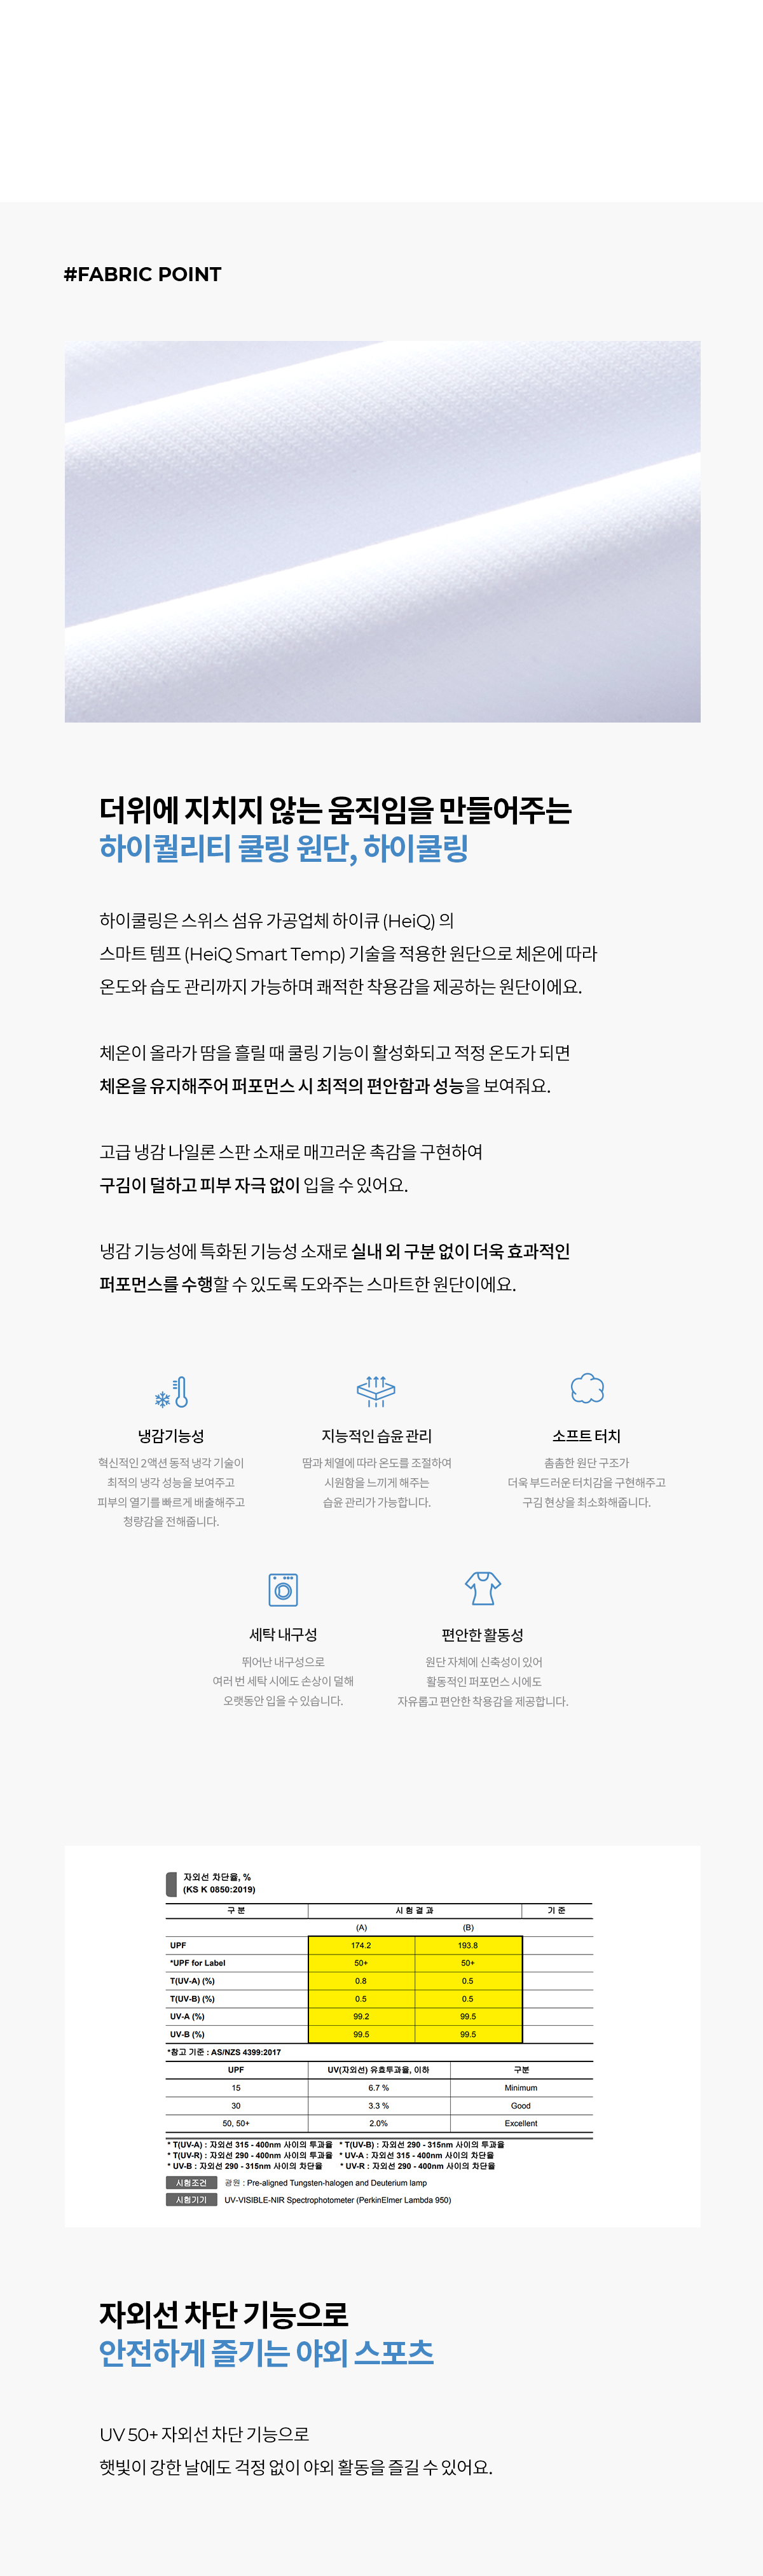 #FABRIC POINT
더위에 지치지 않는 움직임을 만들어주는
하이퀄리티 쿨링 원단, 하이쿨링
하이쿨링은 스위스 섬유 가공업체 하이큐 (HeiQ) 의
스마트 템프 (HeiQ Smart Temp) 기술을 적용한 원단으로 체온에 따라
온도와 습도 관리까지 가능하며 쾌적한 착용감을 제공하는 원단이에요.
체온이 올라가 땀을 흘릴 때 쿨링 기능이 활성화되고 적정 온도가 되면
체온을 유지해주어 퍼포먼스 시 최적의 편안함과 성능을 보여줘요.
고급 냉감 나일론 스판 소재로 매끄러운 촉감을 구현하여
구김이 덜하고 피부 자극 없이 입을 수 있어요.
냉감 기능성에 특화된 기능성 소재로 실내 외 구분 없이 더욱 효과적인
퍼포먼스를 수행할 수 있도록 도와주는 스마트한 원단이에요.
냉감기능성
혁신적인 2액션 동적 냉각 기술이
최적의 냉각 성능을 보여주고
피부의 열기를 빠르게 배출해주고
청량감을 전해줍니다.
지능적인 습윤 관리
땀과 체열에 따라 온도를 조절하여
시원함을 느끼게 해주는
습윤 관리가 가능합니다.
소프트 터치
촘촘한 원단 구조가
더욱 부드러운 터치감을 구현해주고
구김 현상을 최소화해줍니다.
세탁 내구성
뛰어난 내구성으로
여러 번 세탁 시에도 손상이 덜해
오랫동안 입을 수 있습니다.
편안한 활동성
원단 자체에 신축성이 있어
활동적인 퍼포먼스 시에도
자유롭고 편안한 착용감을 제공합니다.
자외선 차단율, %
(KS K 0850:2019)
구 분 시 험 결 과 기 준
(A) (B)
UPF 174.2 193.8
*UPF for Label 50+ 50+
T(UV-A) (%) 0.8 0.5
T(UV-B) (%) 0.5 0.5
UV-A (%) 99.2 99.5
UV-B (%) 99.5 99.5
*참고 기준 : AS/NZS 4399:2017
UPF UV(자외선) 유효투과율, 이하 구분
15 6.7 % Minimum
30 3.3 % Good
50, 50+ 2.0% Excellent
* T(UV-A) : 자외선 315 - 400nm 사이의 투과율 * T(UV-B) : 자외선 290 - 315nm 사이의 투과율
* T(UV-R) : 자외선 290 - 400nm 사이의 투과율 * UV-A : 자외선 315 - 400nm 사이의 차단율
* UV-B : 자외선 290 - 315nm 사이의 차단율 * UV-R : 자외선 290 - 400nm 사이의 차단율
시험조건 광원 : Pre-aligned Tungsten-halogen and Deuterium lamp
시험기기 UV-VISIBLE-NIR Spectrophotometer (PerkinElmer Lambda 950)
자외선 차단 기능으로
안전하게 즐기는 야외 스포츠
UV 50+ 자외선 차단 기능으로
햇빛이 강한 날에도 걱정 없이 야외 활동을 즐길 수 있어요.